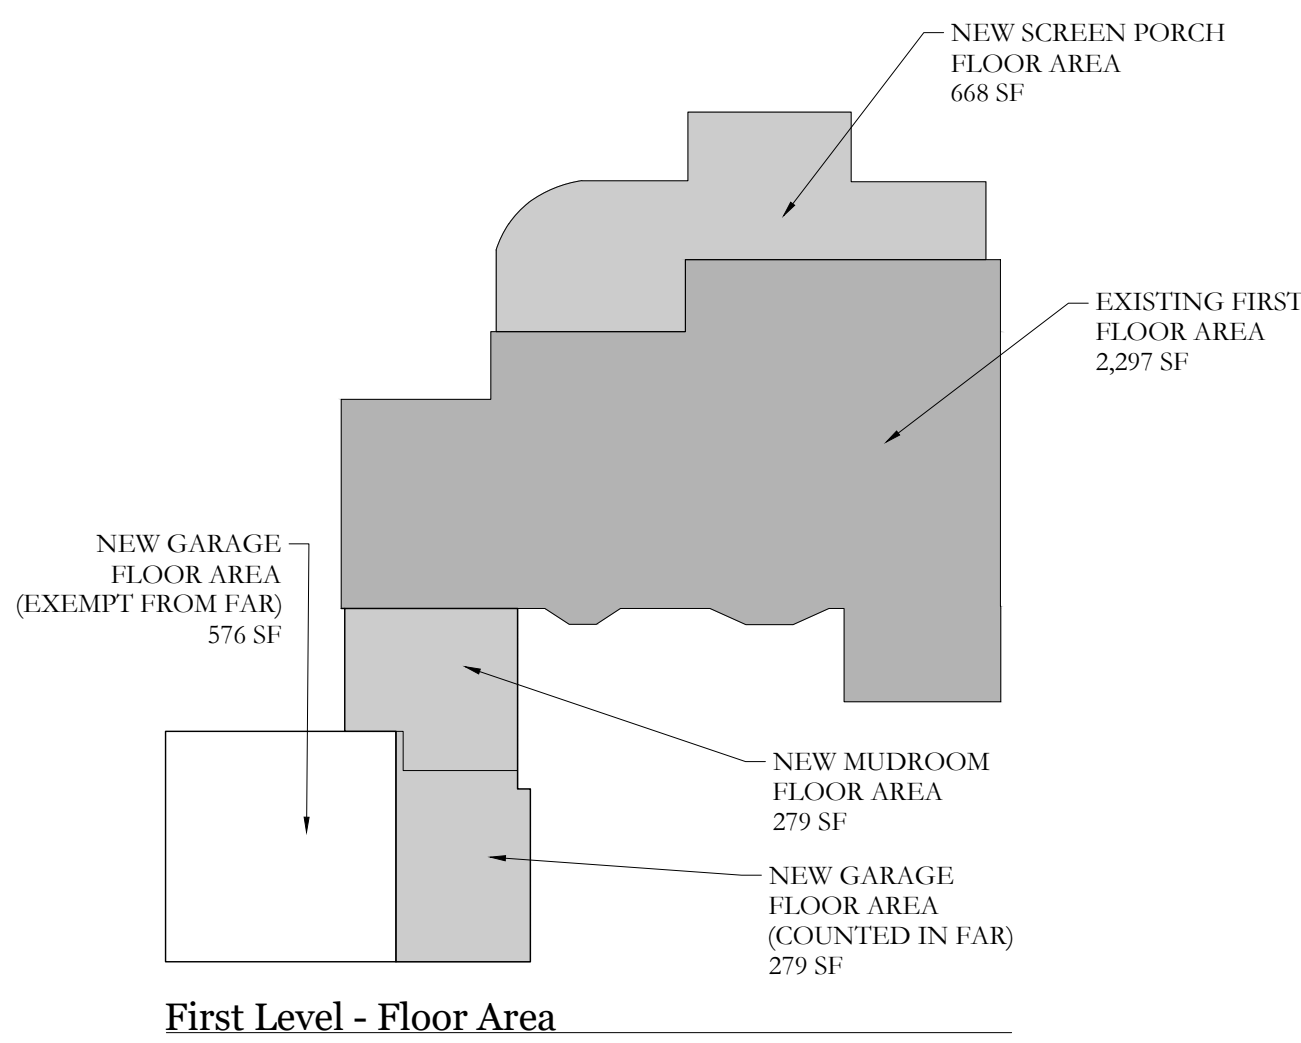 NEW SCREEN PORCH
FLOOR AREA
668 SF
EXISTING FIRST
FLOOR AREA
2,297 SF
NEW GARAGE
FLOOR AREA
(EXEMPT FROM FAR)
576 SF
NEW MUDROOM
FLOOR AREA
279 SF
NEW GARAGE
FLOOR AREA
(COUNTED IN FAR)
279 SF
First Level - Floor Area